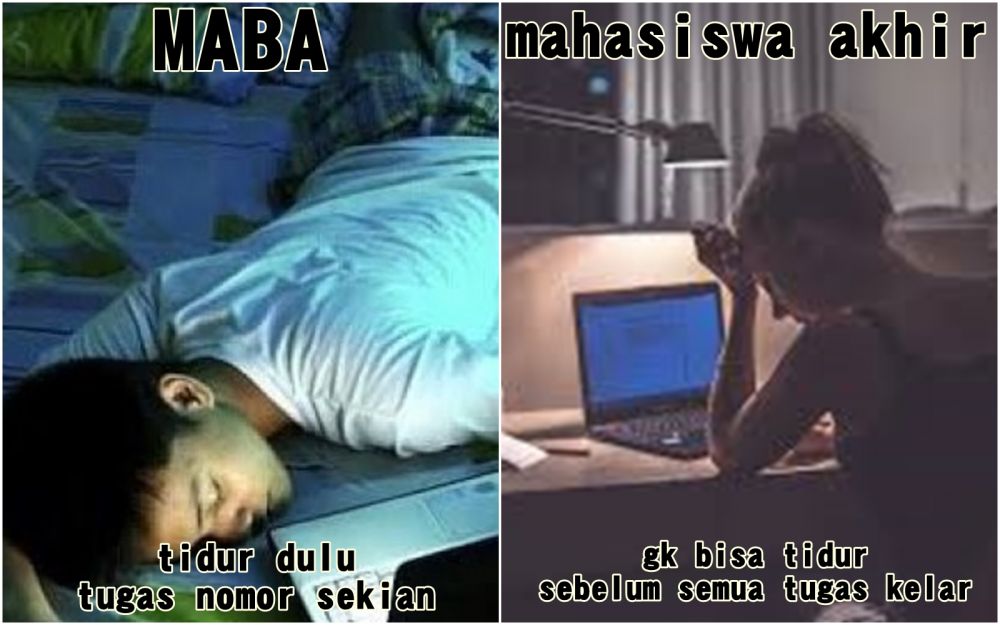 MABA
tidur dulu
tugas nomor sekian
mahasiswa akhir
gk bisa tidur
sebelum semua tugas kelar